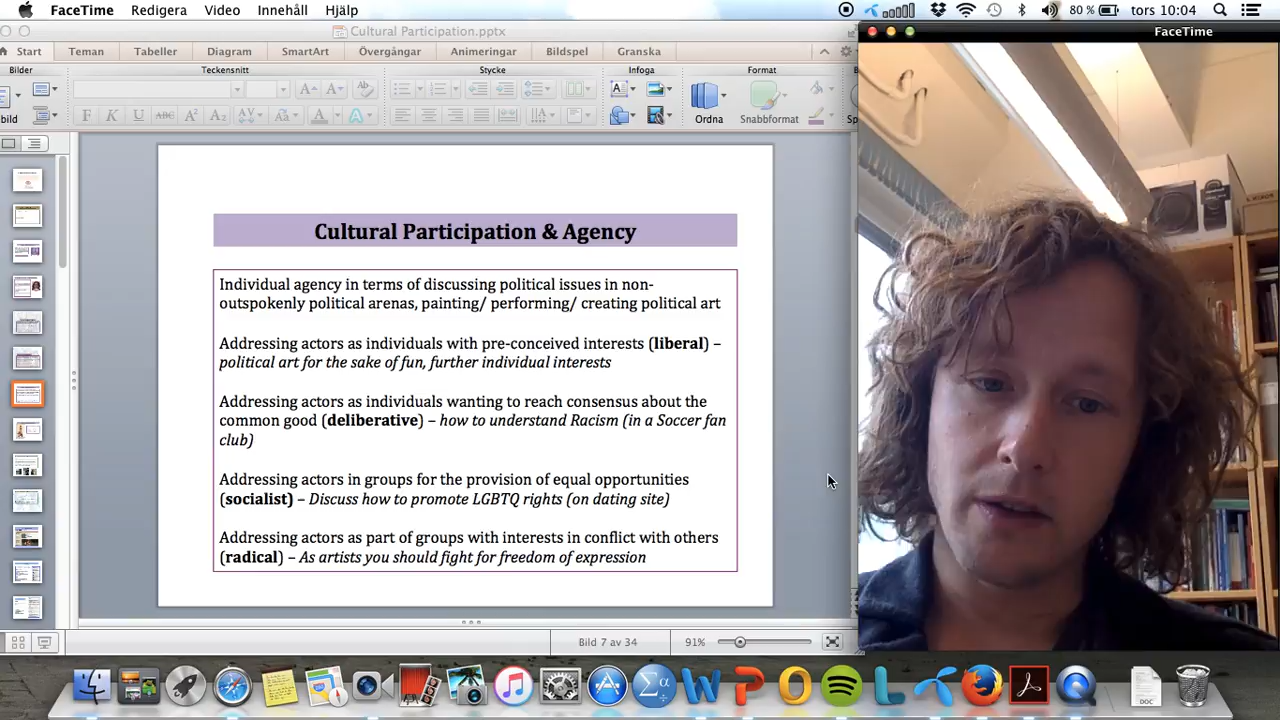 FaceTime Redigera Video Innehåll Hjälp 80 % tors 10:04
Cultural Participation.pptx
FaceTime
Start Teman Tabeller Diagram SmartArt Övergångar Animeringar Bildspel Granska
Bilder Teckensnitt Stycke Infoga Format
bild F K U ABC A² A₂ AV Aa A A Ordna Snabbformat
Cultural Participation & Agency
Individual agency in terms of discussing political issues in non-
outspokenly political arenas, painting/ performing/ creating political art
Addressing actors as individuals with pre-conceived interests (liberal) –
political art for the sake of fun, further individual interests
Addressing actors as individuals wanting to reach consensus about the
common good (deliberative) – how to understand Racism (in a Soccer fan
club)
Addressing actors in groups for the provision of equal opportunities
(socialist) – Discuss how to promote LGBTQ rights (on dating site)
Addressing actors as part of groups with interests in conflict with others
(radical) – As artists you should fight for freedom of expression
Bild 7 av 34 91%
DOC